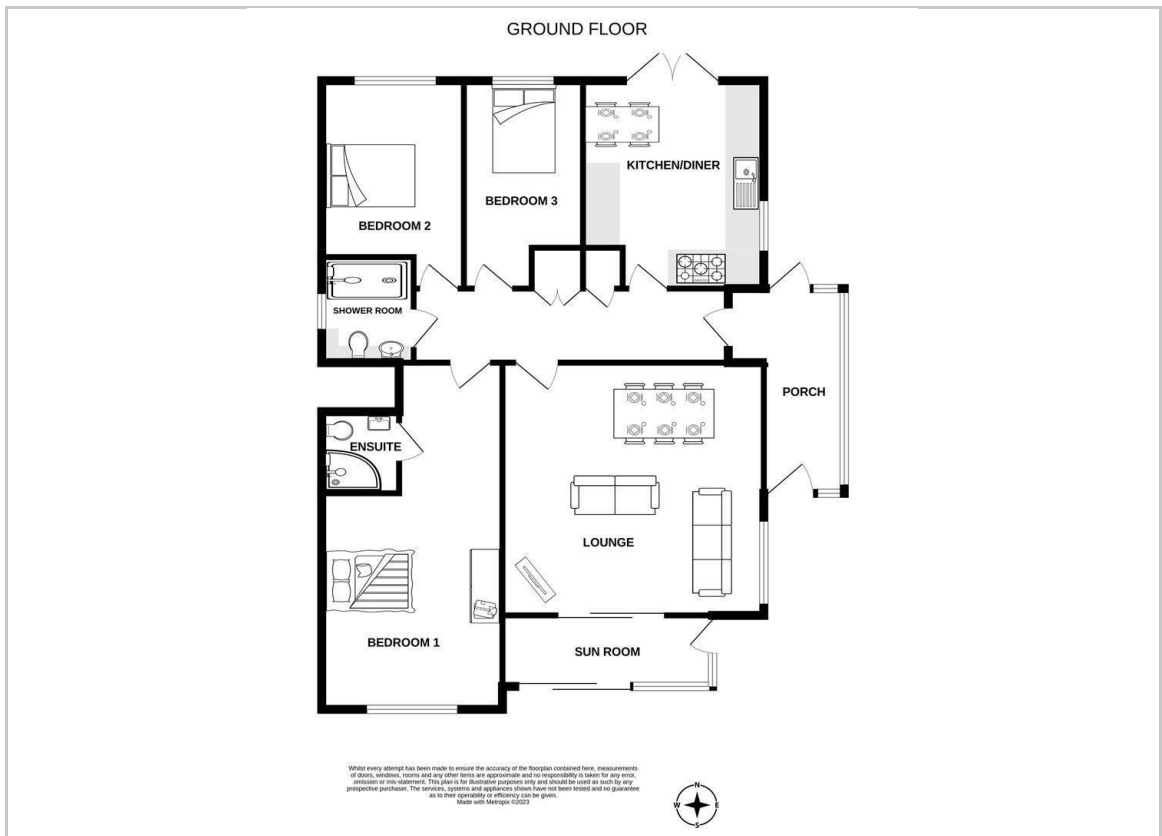 GROUND FLOOR
KITCHEN/DINER
BEDROOM 3
BEDROOM 2
SHOWER ROOM
PORCH
ENSUITE
LOUNGE
BEDROOM 1
SUN ROOM
Whilst every attempt has been made to ensure the accuracy of the floorplan contained here, measurements
of doors, windows, rooms and any other items are approximate and no responsibility is taken for any error,
omission or mis-statement. This plan is for illustrative purposes only and should be used as such by any
prospective purchaser. The services, systems and appliances shown have not been tested and no guarantee
as to their operability or efficiency can be given.
Made with Metropix ©2023
N
W E
S